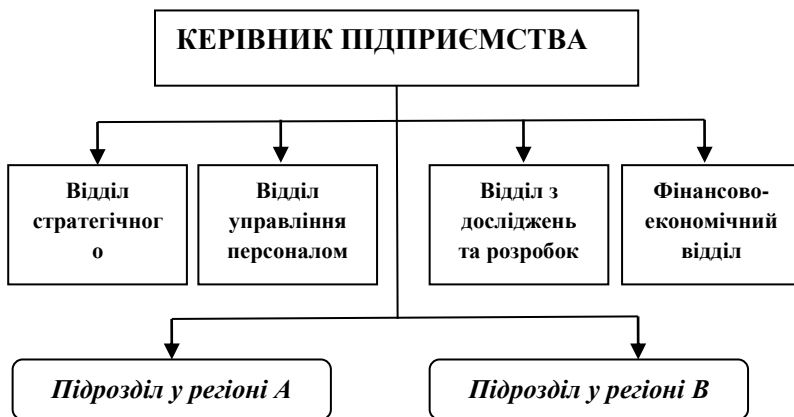 КЕРІВНИК ПІДПРИЄМСТВА
Відділ
стратегічног
о
Відділ
управління
персоналом
Відділ з
досліджень
та розробок
Фінансово-
економічний
відділ
Підрозділ у регіоні А
Підрозділ у регіоні В